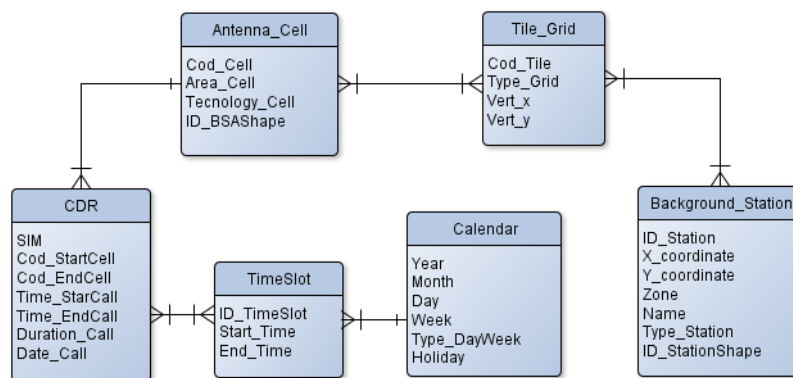 Antenna_Cell
Cod_Cell
Area_Cell
Tecnology_Cell
ID_BSAShape
Tile_Grid
Cod_Tile
Type_Grid
Vert_x
Vert_y
CDR
SIM
Cod_StartCell
Cod_EndCell
Time_StarCall
Time_EndCall
Duration_Call
Date_Call
TimeSlot
ID_TimeSlot
Start_Time
End_Time
Calendar
Year
Month
Day
Week
Type_DayWeek
Holiday
Background_Station
ID_Station
X_coordinate
Y_coordinate
Zone
Name
Type_Station
ID_StationShape